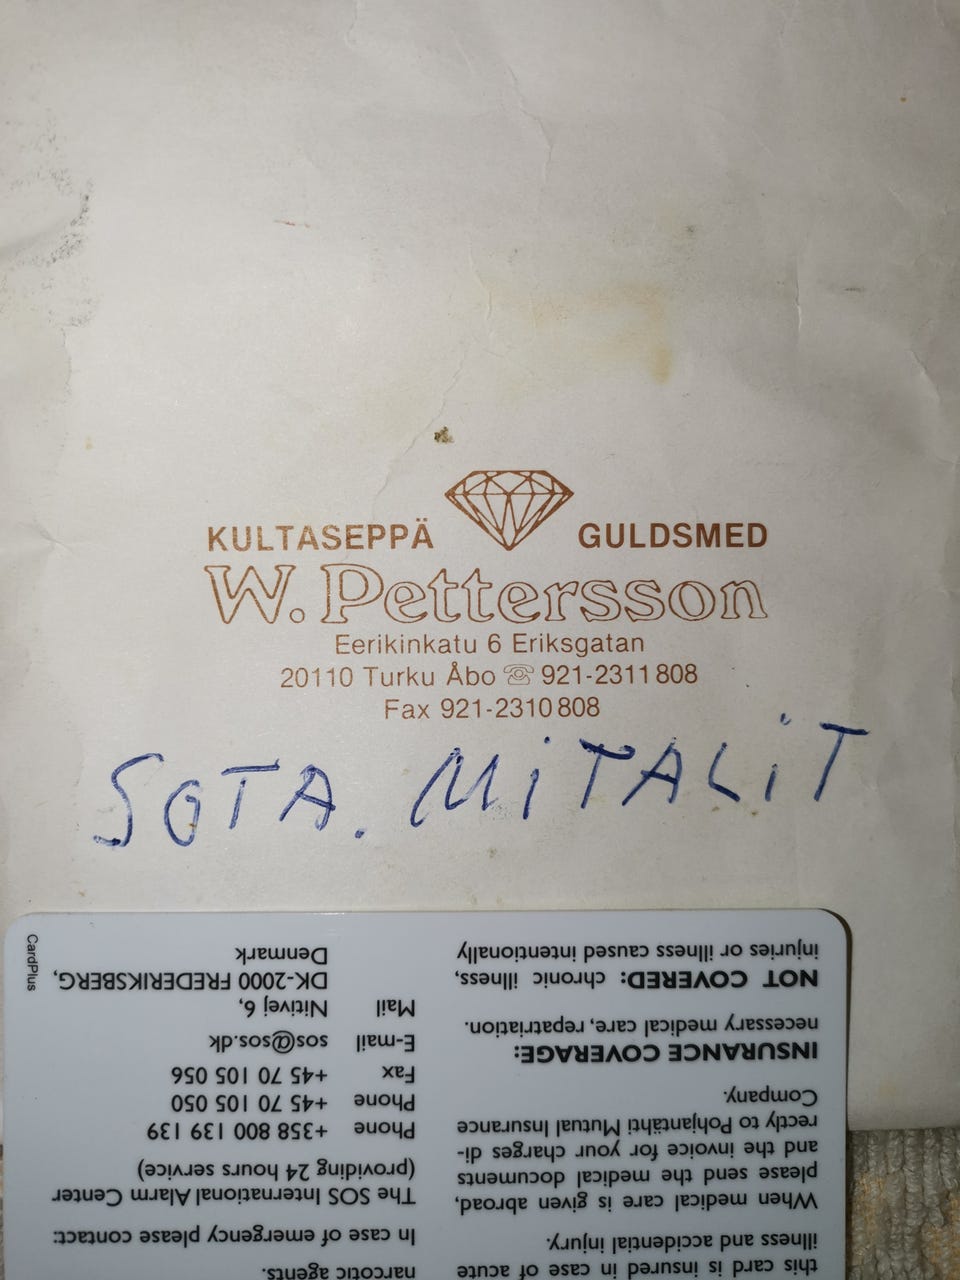 KULTASEPPÄ GULDSMED
W. Pettersson
Eerikinkatu 6 Eriksgatan
20110 Turku Åbo ☏ 921-2311 808
Fax 921-2310 808
SOTA. MiTALiT
this card is insured in case of acute
illness and accidential injury.
When medical care is given abroad,
please send the medical documents
and the invoice for your charges di-
rectly to Pohjantähti Mutual Insurance
Company.
INSURANCE COVERAGE:
necessary medical care, repatriation.
NOT COVERED: chronic illness,
injuries or illness caused intentionally
narcotic agents.
In case of emergency please contact:
The SOS International Alarm Center
(providing 24 hours service)
Phone +358 800 139 139
Phone +45 70 105 050
Fax +45 70 105 056
E-mail sos@sos.dk
Mail Nitivej 6,
DK-2000 FREDERIKSBERG,
Denmark
CardPlus